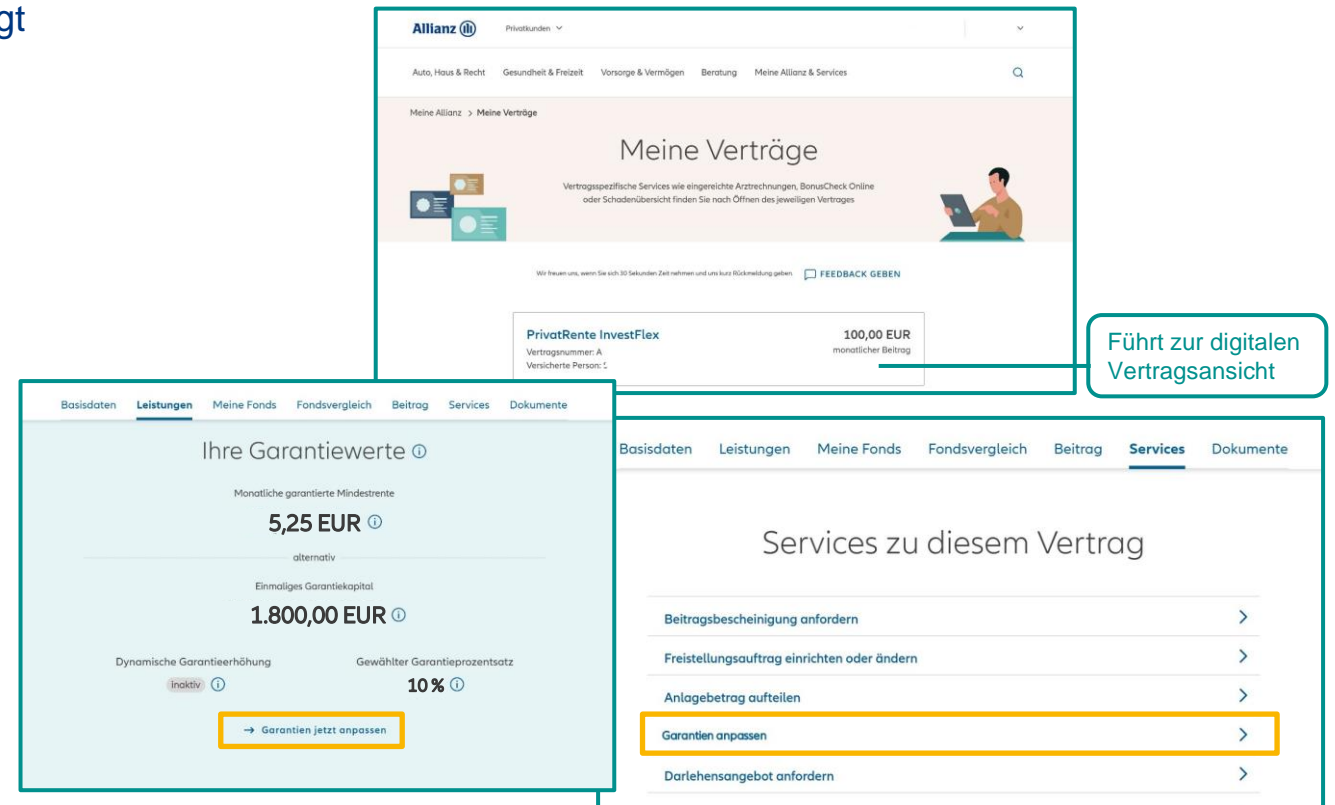 gt
Allianz
Privatkunden
Auto, Haus & Recht Gesundheit & Freizeit Vorsorge & Vermögen Beratung Meine Allianz & Services
Meine Allianz > Meine Verträge
Meine Verträge
Vertragsspezifische Services wie eingereichte Arztrechnungen, BonusCheck Online
oder Schadenübersicht finden Sie nach Öffnen des jeweiligen Vertrages
Wir freuen uns, wenn Sie sich 30 Sekunden Zeit nehmen und uns kurz Rückmeldung geben. FEEDBACK GEBEN
PrivatRente InvestFlex 100,00 EUR
Vertragsnummer: A monatlicher Beitrag
Versicherte Person:
Führt zur digitalen
Vertragsansicht
Basisdaten Leistungen Meine Fonds Fondsvergleich Beitrag Services Dokumente
Ihre Garantiewerte
Monatliche garantierte Mindestrente
5,25 EUR
alternativ
Einmaliges Garantiekapital
1.800,00 EUR
Dynamische Garantieerhöhung Gewählter Garantieprozentsatz
inaktiv 10 %
→ Garantien jetzt anpassen
Basisdaten Leistungen Meine Fonds Fondsvergleich Beitrag Services Dokumente
Services zu diesem Vertrag
Beitragsbescheinigung anfordern
Freistellungsauftrag einrichten oder ändern
Anlagebetrag aufteilen
Garantien anpassen
Darlehensangebot anfordern